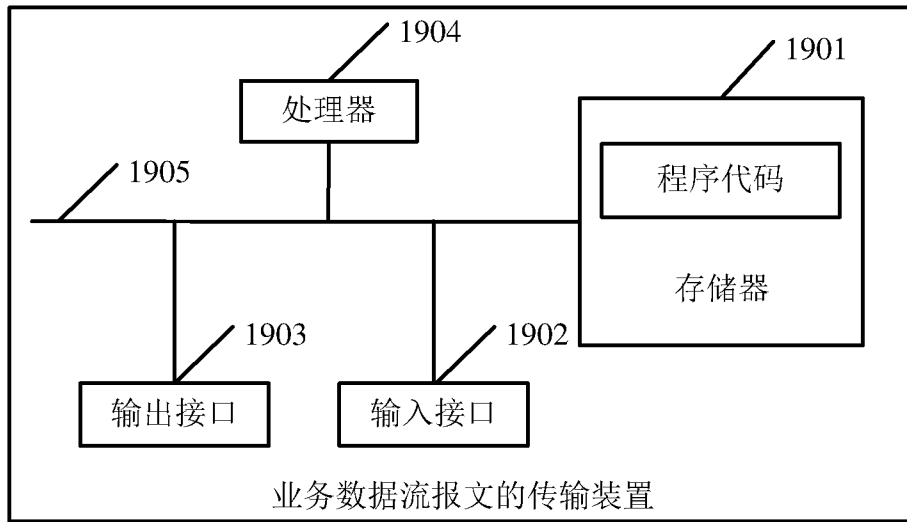 1904
处理器
1901
程序代码
存储器
1905
1903
输出接口
1902
输入接口
业务数据流报文的传输装置